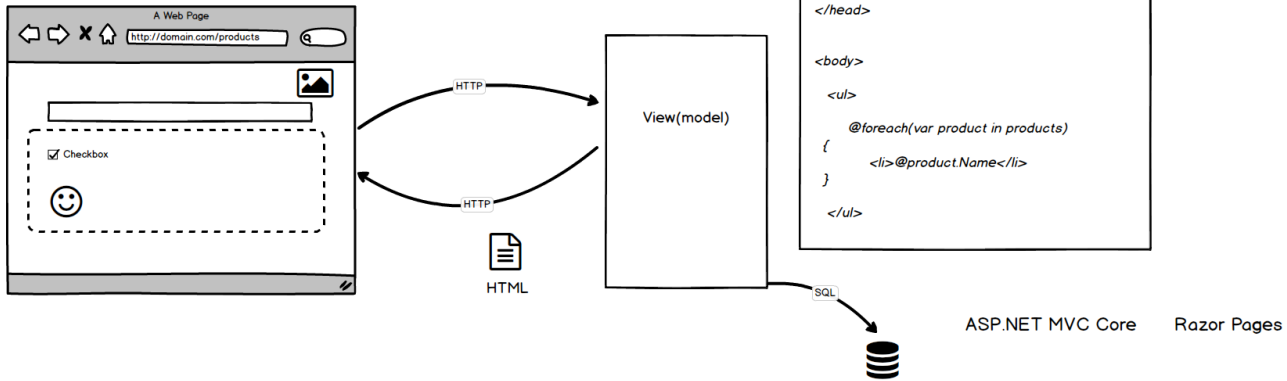 A Web Page
http://domain.com/products
Checkbox
HTTP
HTTP
HTML
View(model)
SQL
</head>
<body>
<ul>
@foreach(var product in products)
{
<li>@product.Name</li>
}
</ul>
ASP.NET MVC Core
Razor Pages